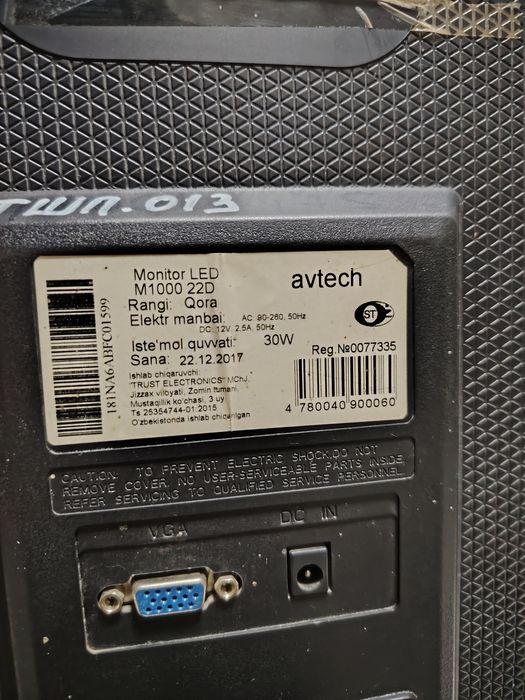 ТШП.013
Monitor LED
M1000 22D
Rangi: Qora
Elektr manbai: AC 90-260, 50Hz
DC: 12V, 2.5A, 50Hz
Iste'mol quvvati: 30W
Sana: 22.12.2017
Ishlab chiqaruvchi:
"TRUST ELECTRONICS" MChJ,
Jizzax viloyati, Zomin tumani,
Mustaqillik ko'chasi, 3 uy
Ts 25354744-01:2015
O'zbekistonda ishlab chiqarilgan
181NA6ABFC01599
avtech
ST
Reg.№0077335
4 780040 900060
CAUTION: TO PREVENT ELECTRIC SHOCK,DO NOT
REMOVE COVER, NO USER-SERVICEABLE PARTS INSIDE,
REFER SERVICING TO QUALIFIED SERVICE PERSONNEL.
VGA
DC IN